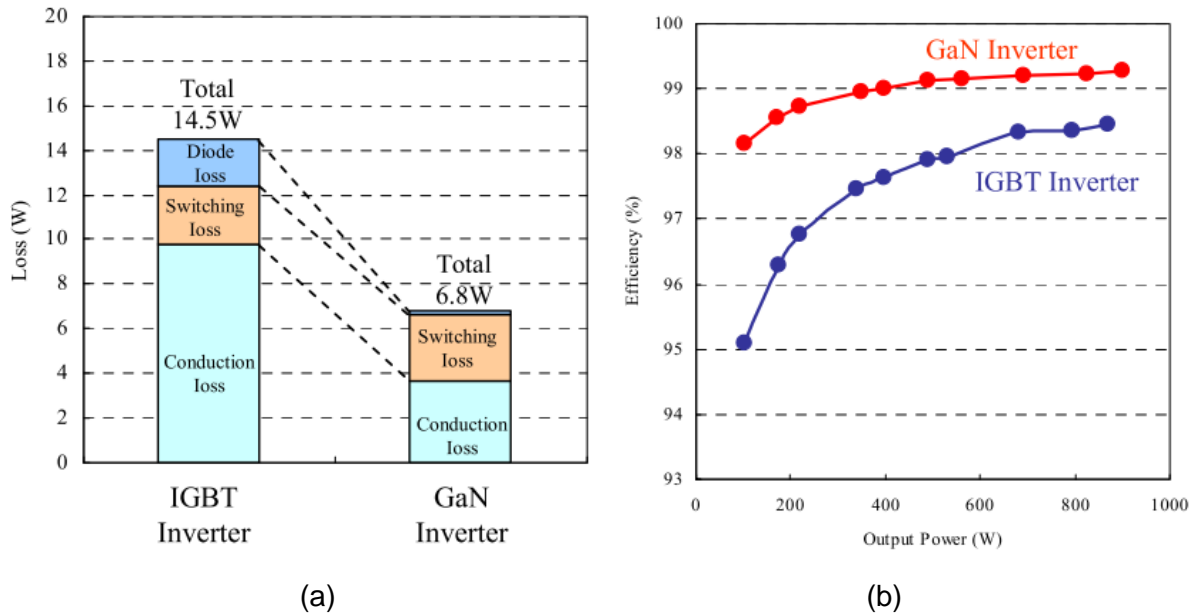 20
18
16
14
12
10
8
6
4
2
0
Loss (W)
Total
14.5W
Diode
loss
Switching
loss
Conduction
loss
Total
6.8W
Switching
loss
Conduction
loss
IGBT
Inverter
GaN
Inverter
(a)
100
99
98
97
96
95
94
93
Efficiency (%)
GaN Inverter
IGBT Inverter
0 200 400 600 800 1000
Output Power (W)
(b)